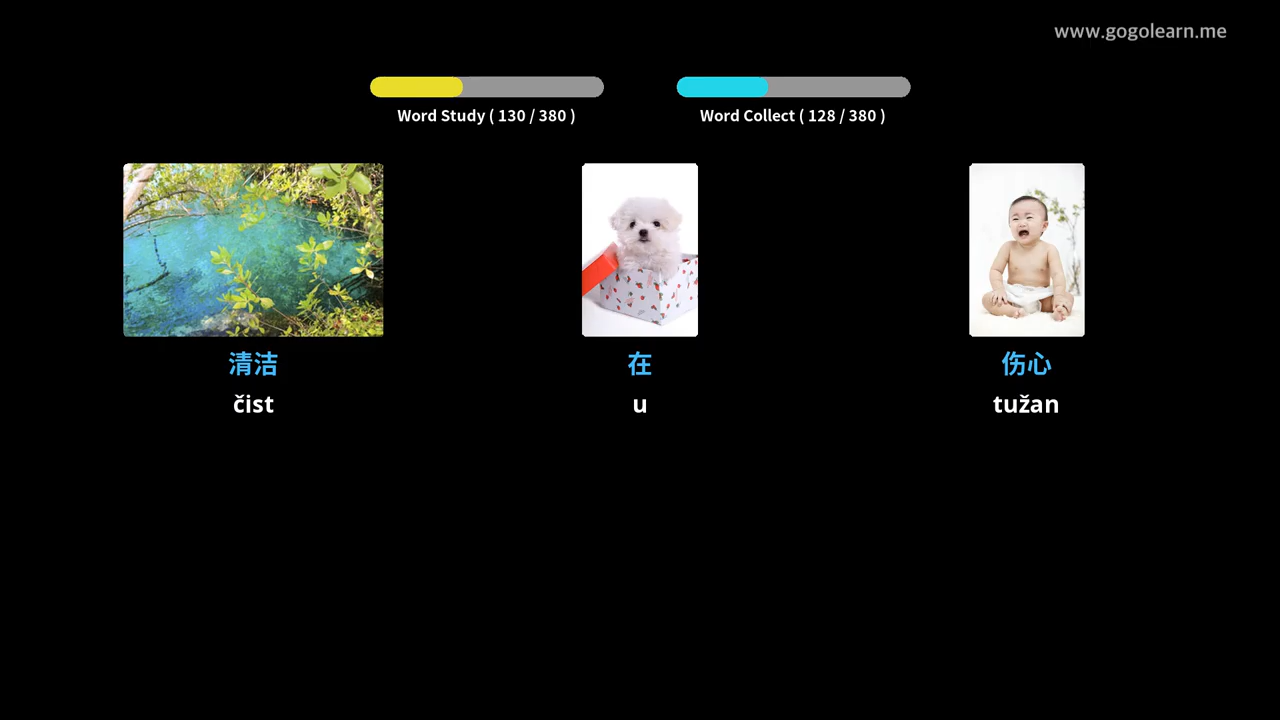 www.gogolearn.me
Word Study ( 130 / 380 )
Word Collect ( 128 / 380 )
清洁
在
伤心
čist
u
tužan